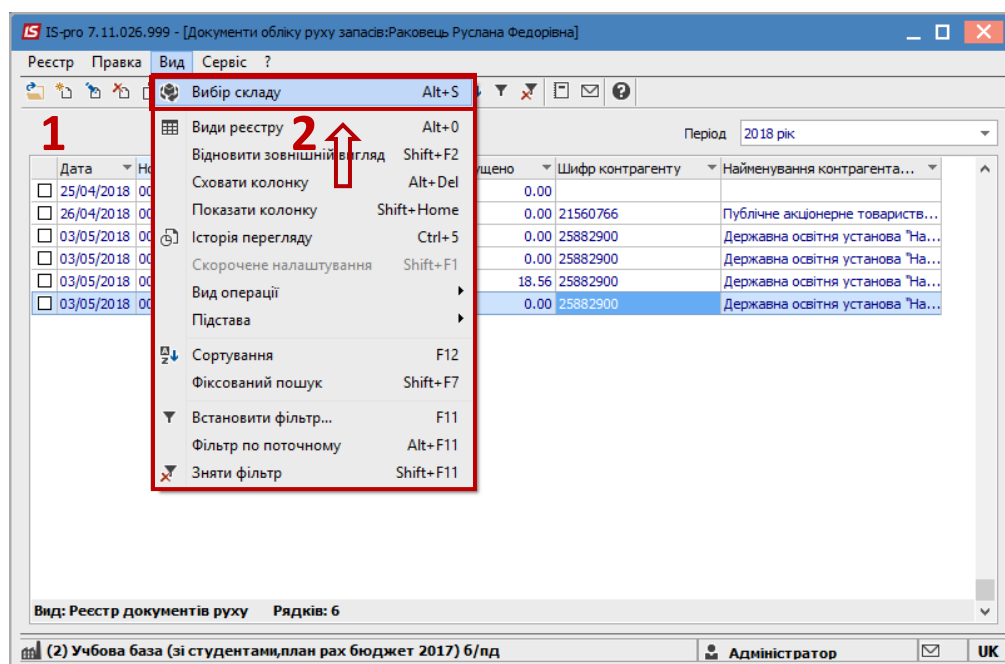 IS-pro 7.11.026.999 - [Документи обліку руху запасів:Раковець Руслана Федорівна]
Реєстр Правка Вид Сервіс ?
Вибір складу Alt+S
1
2
Види реєстру Alt+0
Період 2018 рік
Відновити зовнішній вигляд Shift+F2
Сховати колонку Alt+Del
Показати колонку Shift+Home
Історія перегляду Ctrl+5
Скорочене налаштування Shift+F1
Вид операції
Підстава
Сортування F12
Фіксований пошук Shift+F7
Встановити фільтр... F11
Фільтр по поточному Alt+F11
Зняти фільтр Shift+F11
Дата Шифр контрагенту Найменування контрагента...
25/04/2018 0.00
26/04/2018 0.00 21560766 Публічне акціонерне товариств...
03/05/2018 0.00 25882900 Державна освітня установа "На...
03/05/2018 0.00 25882900 Державна освітня установа "На...
03/05/2018 18.56 25882900 Державна освітня установа "На...
03/05/2018 0.00 25882900 Державна освітня установа "На...
Вид: Реєстр документів руху Рядків: 6
(2) Учбова база (зі студентами,план рах бюджет 2017) б/пд Адміністратор UK